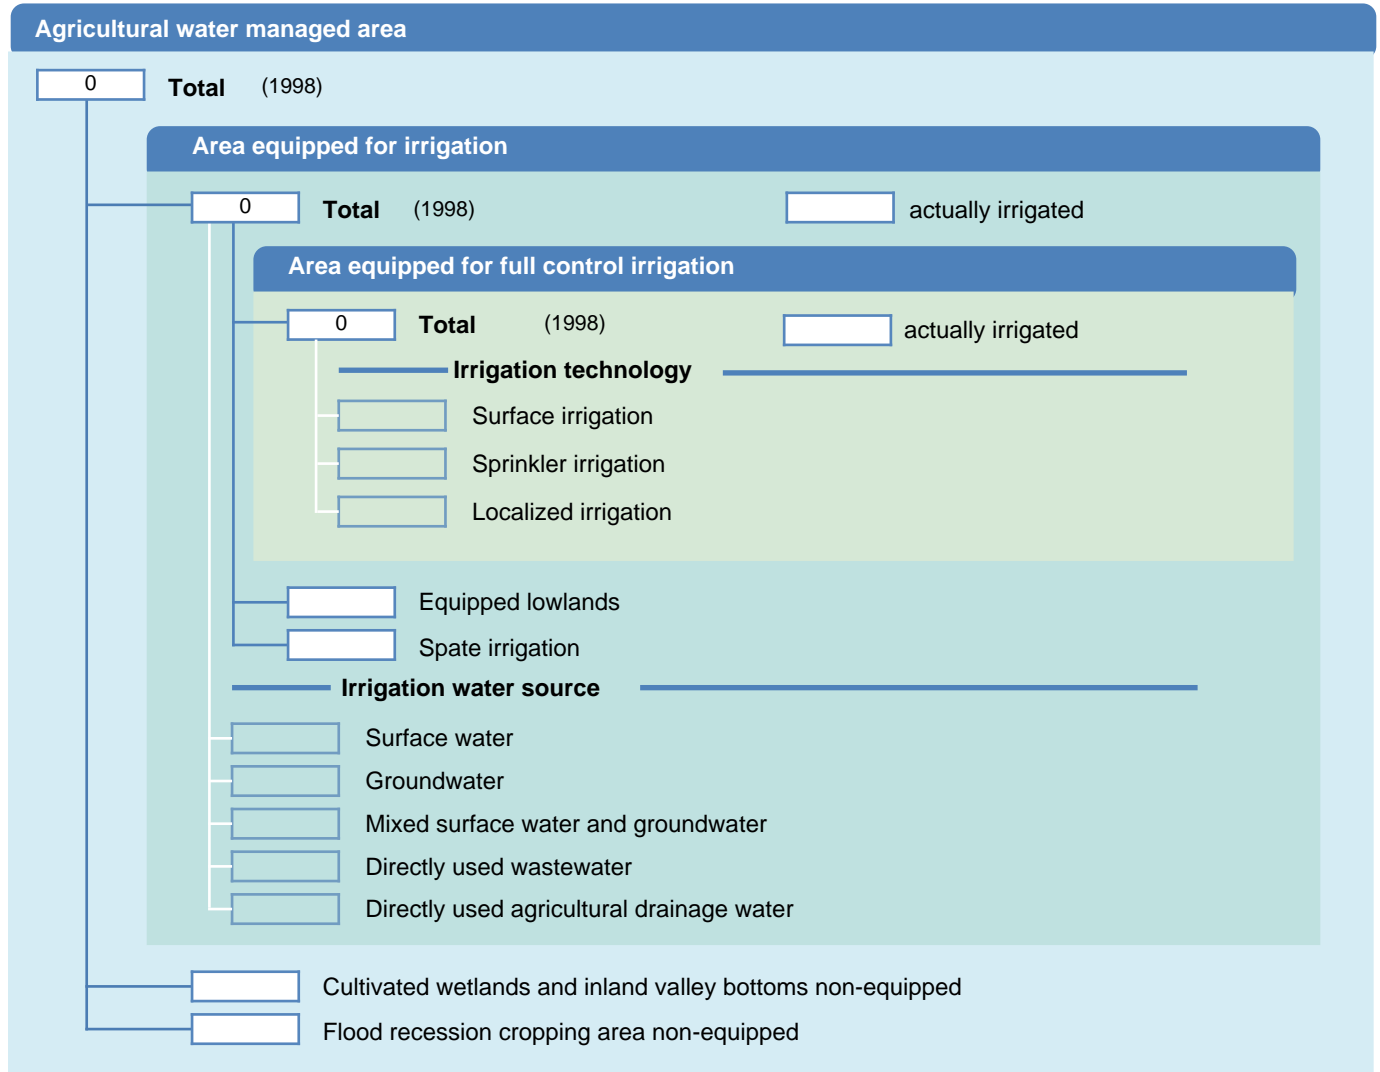 Agricultural water managed area
0 Total (1998)
Area equipped for irrigation
0 Total (1998) actually irrigated
Area equipped for full control irrigation
0 Total (1998) actually irrigated
Irrigation technology
Surface irrigation
Sprinkler irrigation
Localized irrigation
Equipped lowlands
Spate irrigation
Irrigation water source
Surface water
Groundwater
Mixed surface water and groundwater
Directly used wastewater
Directly used agricultural drainage water
Cultivated wetlands and inland valley bottoms non-equipped
Flood recession cropping area non-equipped